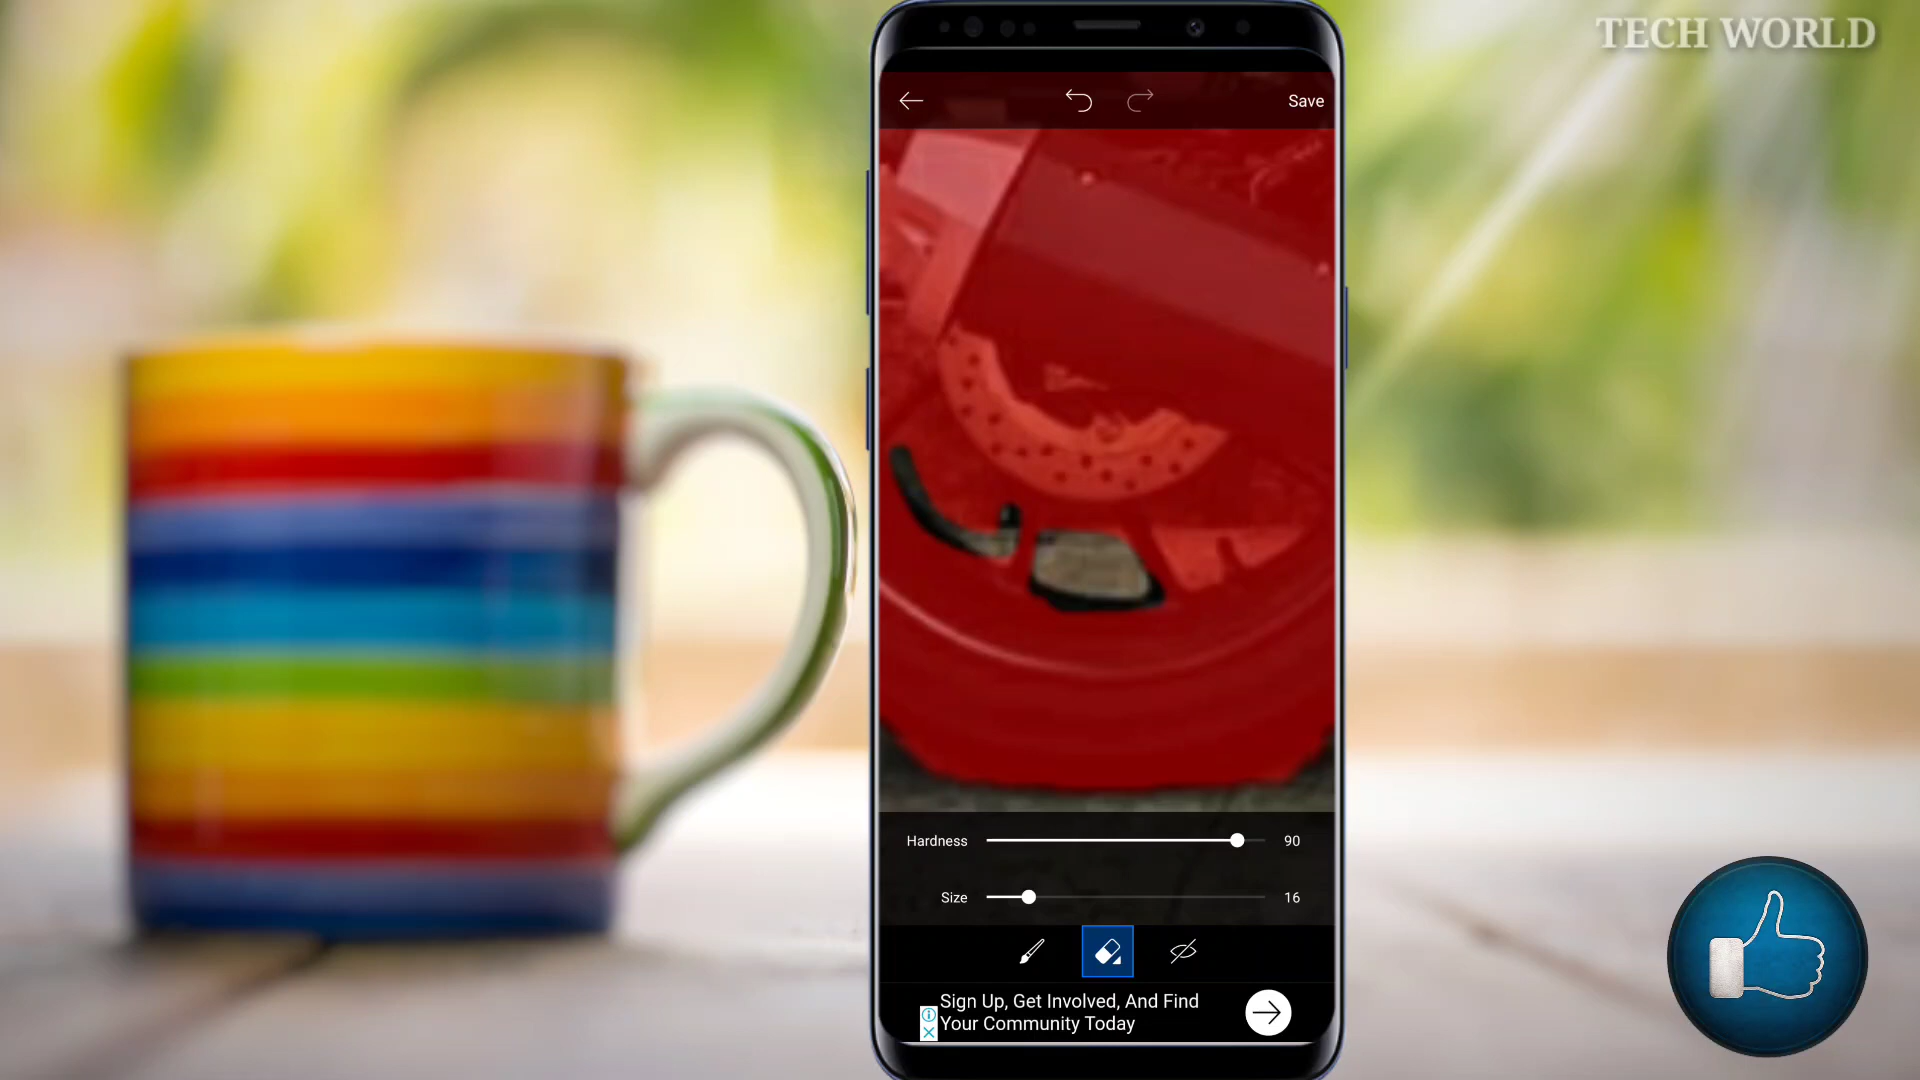 TECH WORLD
Save
Hardness 90
Size 16
Sign Up, Get Involved, And Find
Your Community Today